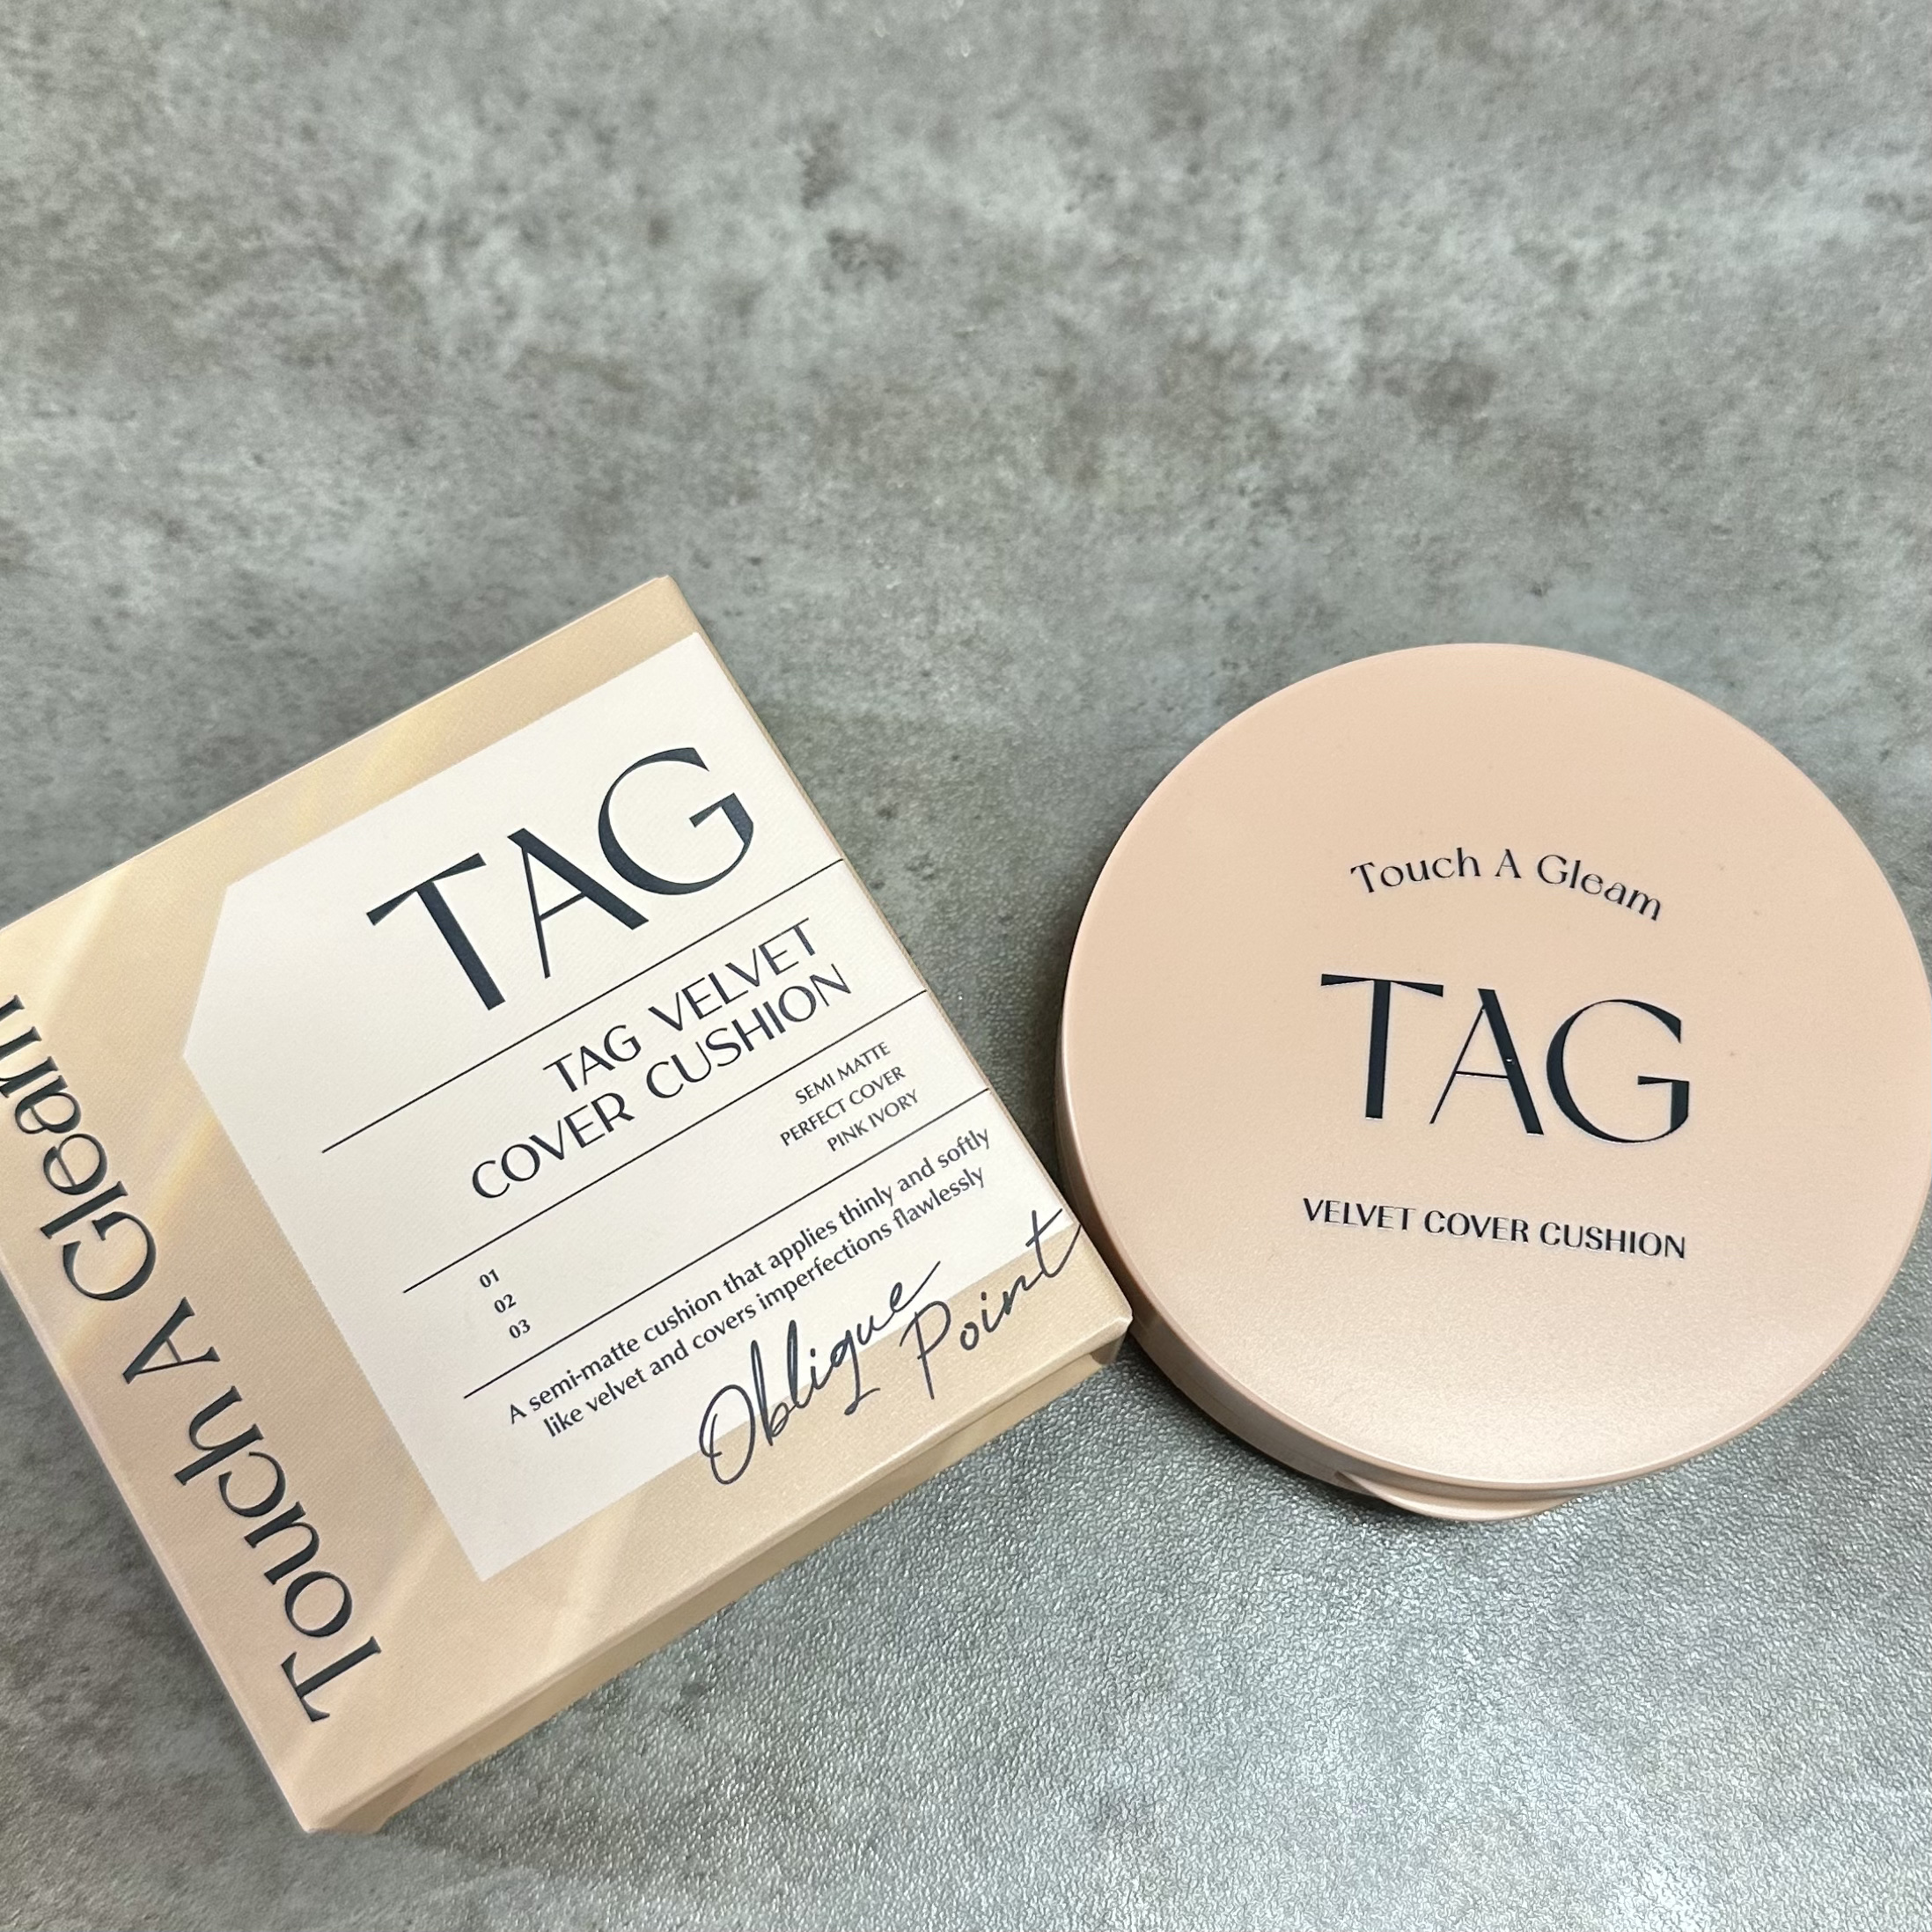 Touch A Gleam
TAG
TAG VELVET
COVER CUSHION
01 SEMI MATTE
02 PERFECT COVER
03 PINK IVORY
A semi-matte cushion that applies thinly and softly
like velvet and covers imperfections flawlessly
Oblique
Point
Touch A Gleam
TAG
VELVET COVER CUSHION